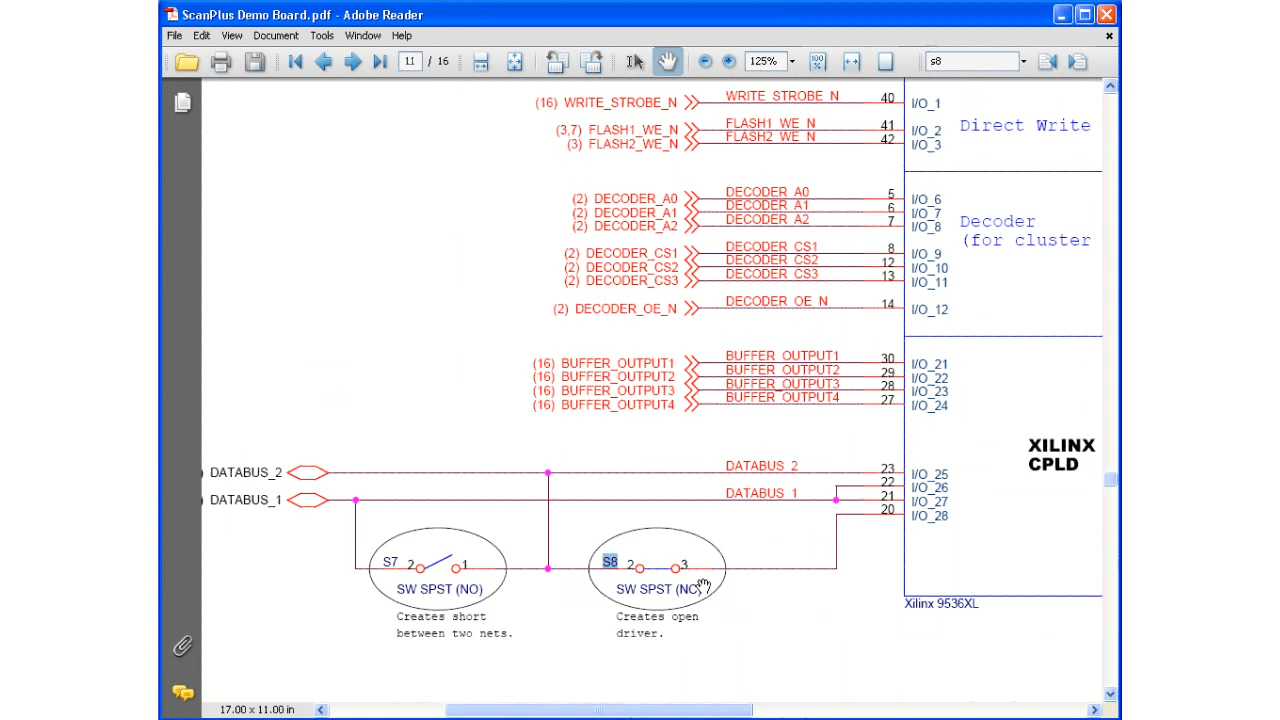 ScanPlus Demo Board.pdf - Adobe Reader
File Edit View Document Tools Window Help
11 / 16 125% s8
(16) WRITE_STROBE_N WRITE_STROBE_N 40 I/O_1
Direct Write
(3,7) FLASH1_WE_N FLASH1_WE_N 41 I/O_2
(3) FLASH2_WE_N FLASH2_WE_N 42 I/O_3
(2) DECODER_A0 DECODER_A0 5 I/O_6
(2) DECODER_A1 DECODER_A1 6 I/O_7
(2) DECODER_A2 DECODER_A2 7 I/O_8
Decoder
(for cluster
(2) DECODER_CS1 DECODER_CS1 8 I/O_9
(2) DECODER_CS2 DECODER_CS2 12 I/O_10
(2) DECODER_CS3 DECODER_CS3 13 I/O_11
(2) DECODER_OE_N DECODER_OE_N 14 I/O_12
(16) BUFFER_OUTPUT1 BUFFER_OUTPUT1 30 I/O_21
(16) BUFFER_OUTPUT2 BUFFER_OUTPUT2 29 I/O_22
(16) BUFFER_OUTPUT3 BUFFER_OUTPUT3 28 I/O_23
(16) BUFFER_OUTPUT4 BUFFER_OUTPUT4 27 I/O_24
XILINX
CPLD
) DATABUS_2 DATABUS_2 23 I/O_25
22 I/O_26
) DATABUS_1 DATABUS_1 21 I/O_27
20 I/O_28
S7 2 1 S8 2 3
SW SPST (NO) SW SPST (NC)
Xilinx 9536XL
Creates short Creates open
between two nets. driver.
17.00 x 11.00 in